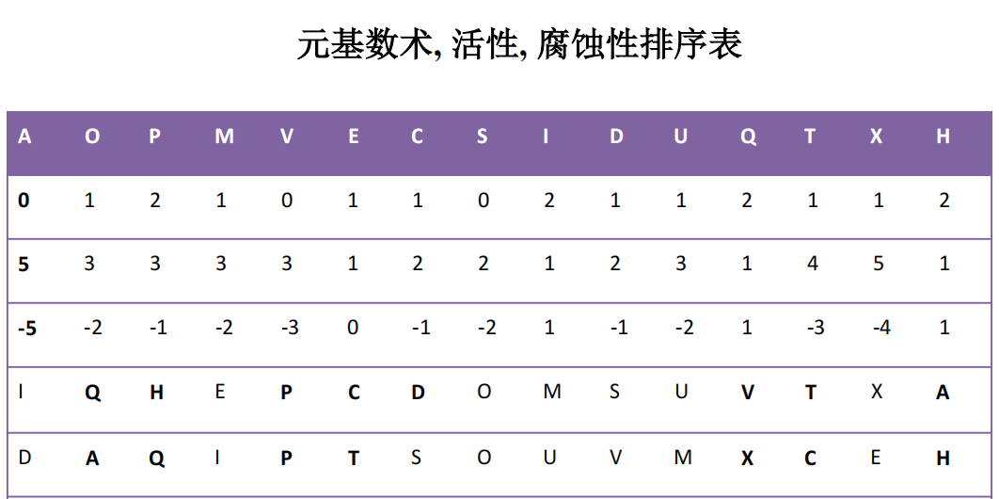 元基数术, 活性, 腐蚀性排序表
A O P M V E C S I D U Q T X H
0 1 2 1 0 1 1 0 2 1 1 2 1 1 2
5 3 3 3 3 1 2 2 1 2 3 1 4 5 1
-5 -2 -1 -2 -3 0 -1 -2 1 -1 -2 1 -3 -4 1
I Q H E P C D O M S U V T X A
D A Q I P T S O U V M X C E H